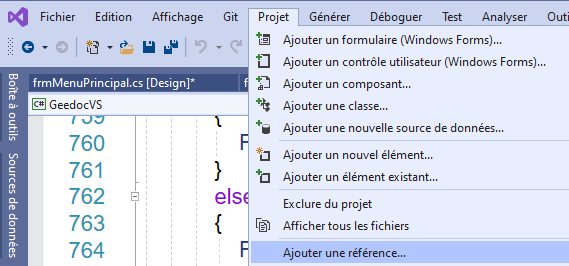 Fichier Edition Affichage Git Projet Générer Déboguer Test Analyser Outi
Ajouter un formulaire (Windows Forms)...
Ajouter un contrôle utilisateur (Windows Forms)...
Ajouter un composant...
Ajouter une classe...
Ajouter une nouvelle source de données...
Ajouter un nouvel élément...
Ajouter un élément existant...
Exclure du projet
Afficher tous les fichiers
Ajouter une référence...
Boîte à outils
Sources de données
frmMenuPrincipal.cs [Design]* f
C# GeedocVS
759 {
760 F
761 }
762 else
763 {
764 F